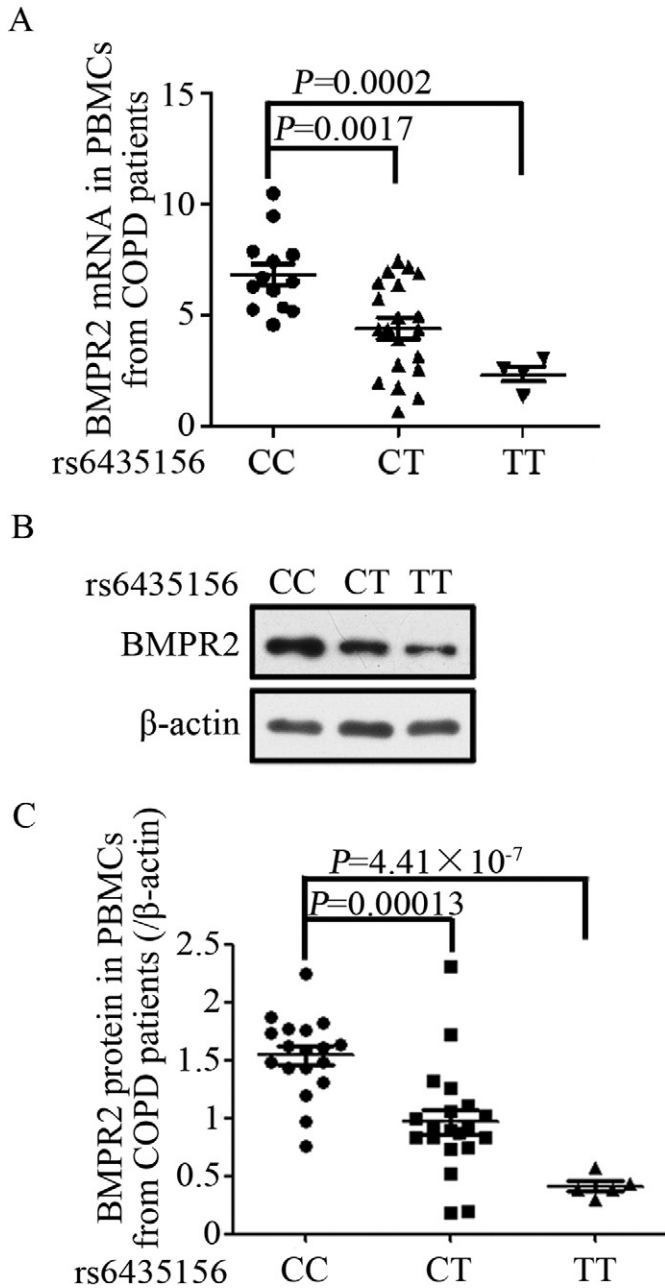 A
BMPR2 mRNA in PBMCs
from COPD patients
P=0.0002
P=0.0017
15
10
5
0
rs6435156 CC CT TT
B
rs6435156 CC CT TT
BMPR2
β-actin
C
BMPR2 protein in PBMCs
from COPD patients (/β-actin)
P=4.41×10⁻⁷
P=0.00013
2.5
2
1.5
1
0.5
0
rs6435156 CC CT TT